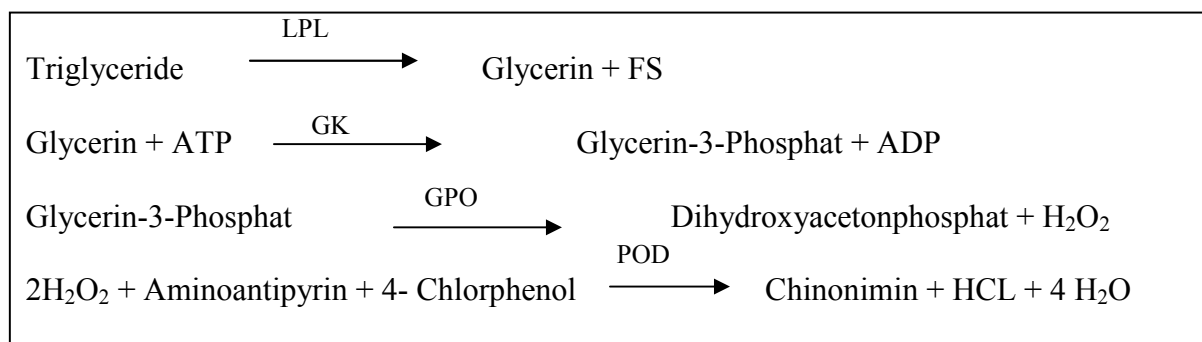 LPL
Triglyceride Glycerin + FS
GK
Glycerin + ATP Glycerin-3-Phosphat + ADP
GPO
Glycerin-3-Phosphat Dihydroxyacetonphosphat + H₂O₂
POD
2H₂O₂ + Aminoantipyrin + 4- Chlorphenol Chinonimin + HCL + 4 H₂O